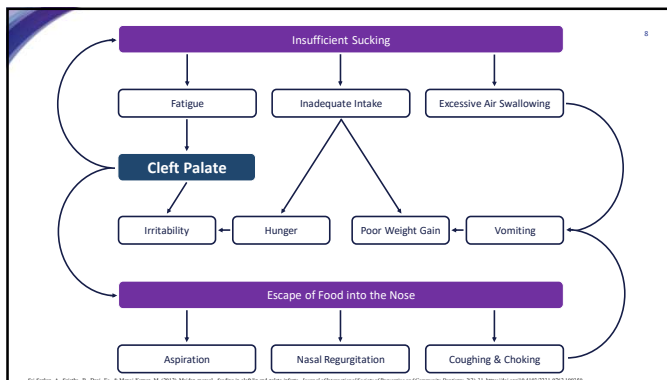 Insufficient Sucking
8
Fatigue
Inadequate Intake
Excessive Air Swallowing
Cleft Palate
Irritability
Hunger
Poor Weight Gain
Vomiting
Escape of Food into the Nose
Aspiration
Nasal Regurgitation
Coughing & Choking